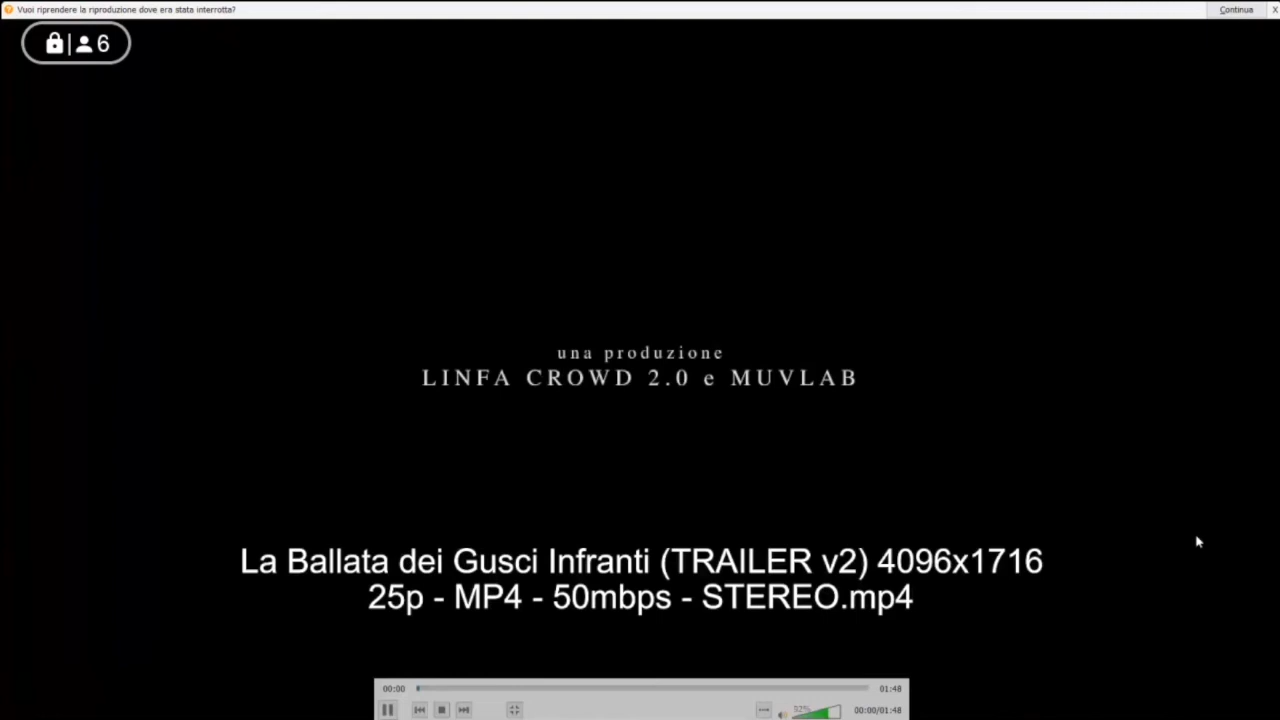 Vuoi riprendere la riproduzione dove era stata interrotta?
Continua X
6
una produzione
LINFA CROWD 2.0 e MUVLAB
La Ballata dei Gusci Infranti (TRAILER v2) 4096x1716
25p - MP4 - 50mbps - STEREO.mp4
00:00 01:48
92% 00:00/01:48